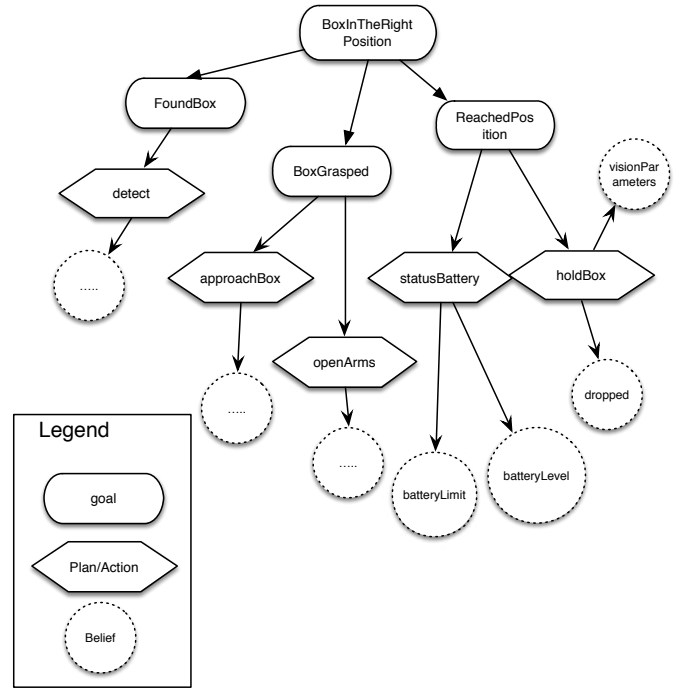 BoxInTheRight
Position
FoundBox
ReachedPos
ition
BoxGrasped
visionPar
ameters
detect
approachBox
statusBattery
holdBox
.....
openArms
dropped
.....
.....
batteryLimit
batteryLevel
Legend
goal
Plan/Action
Belief